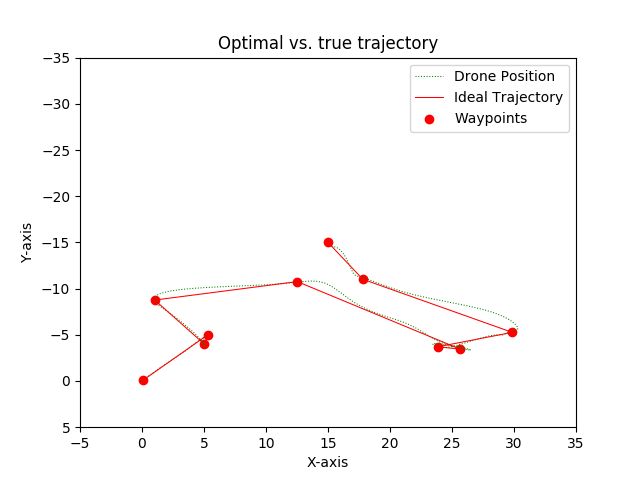 Optimal vs. true trajectory
Drone Position
Ideal Trajectory
Waypoints
Y-axis
−35
−30
−25
−20
−15
−10
−5
0
5
−5 0 5 10 15 20 25 30 35
X-axis